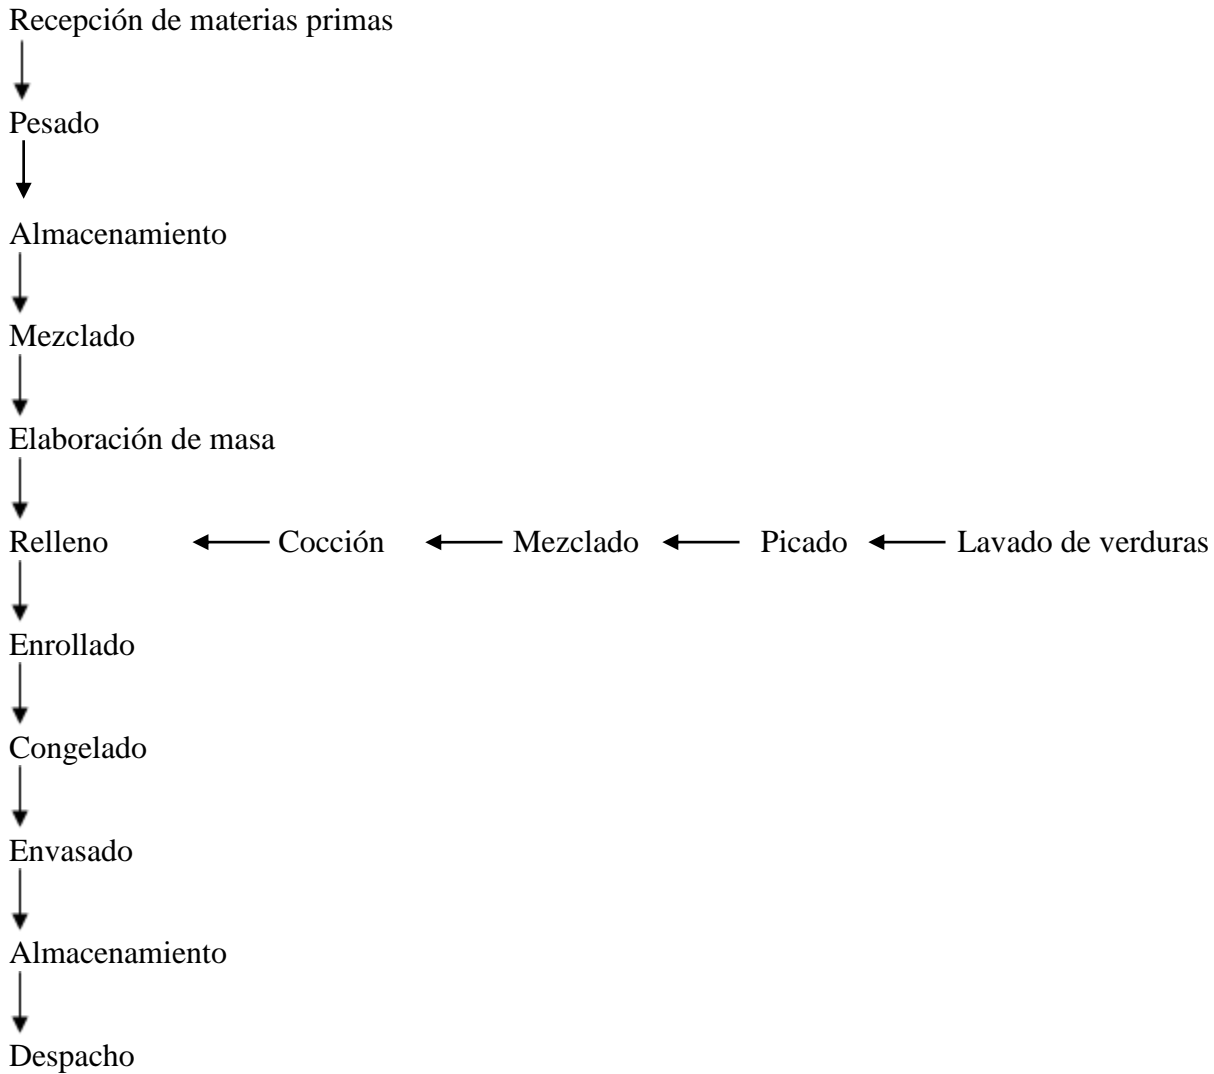 Recepción de materias primas
Pesado
Almacenamiento
Mezclado
Elaboración de masa
Relleno Cocción Mezclado Picado Lavado de verduras
Enrollado
Congelado
Envasado
Almacenamiento
Despacho